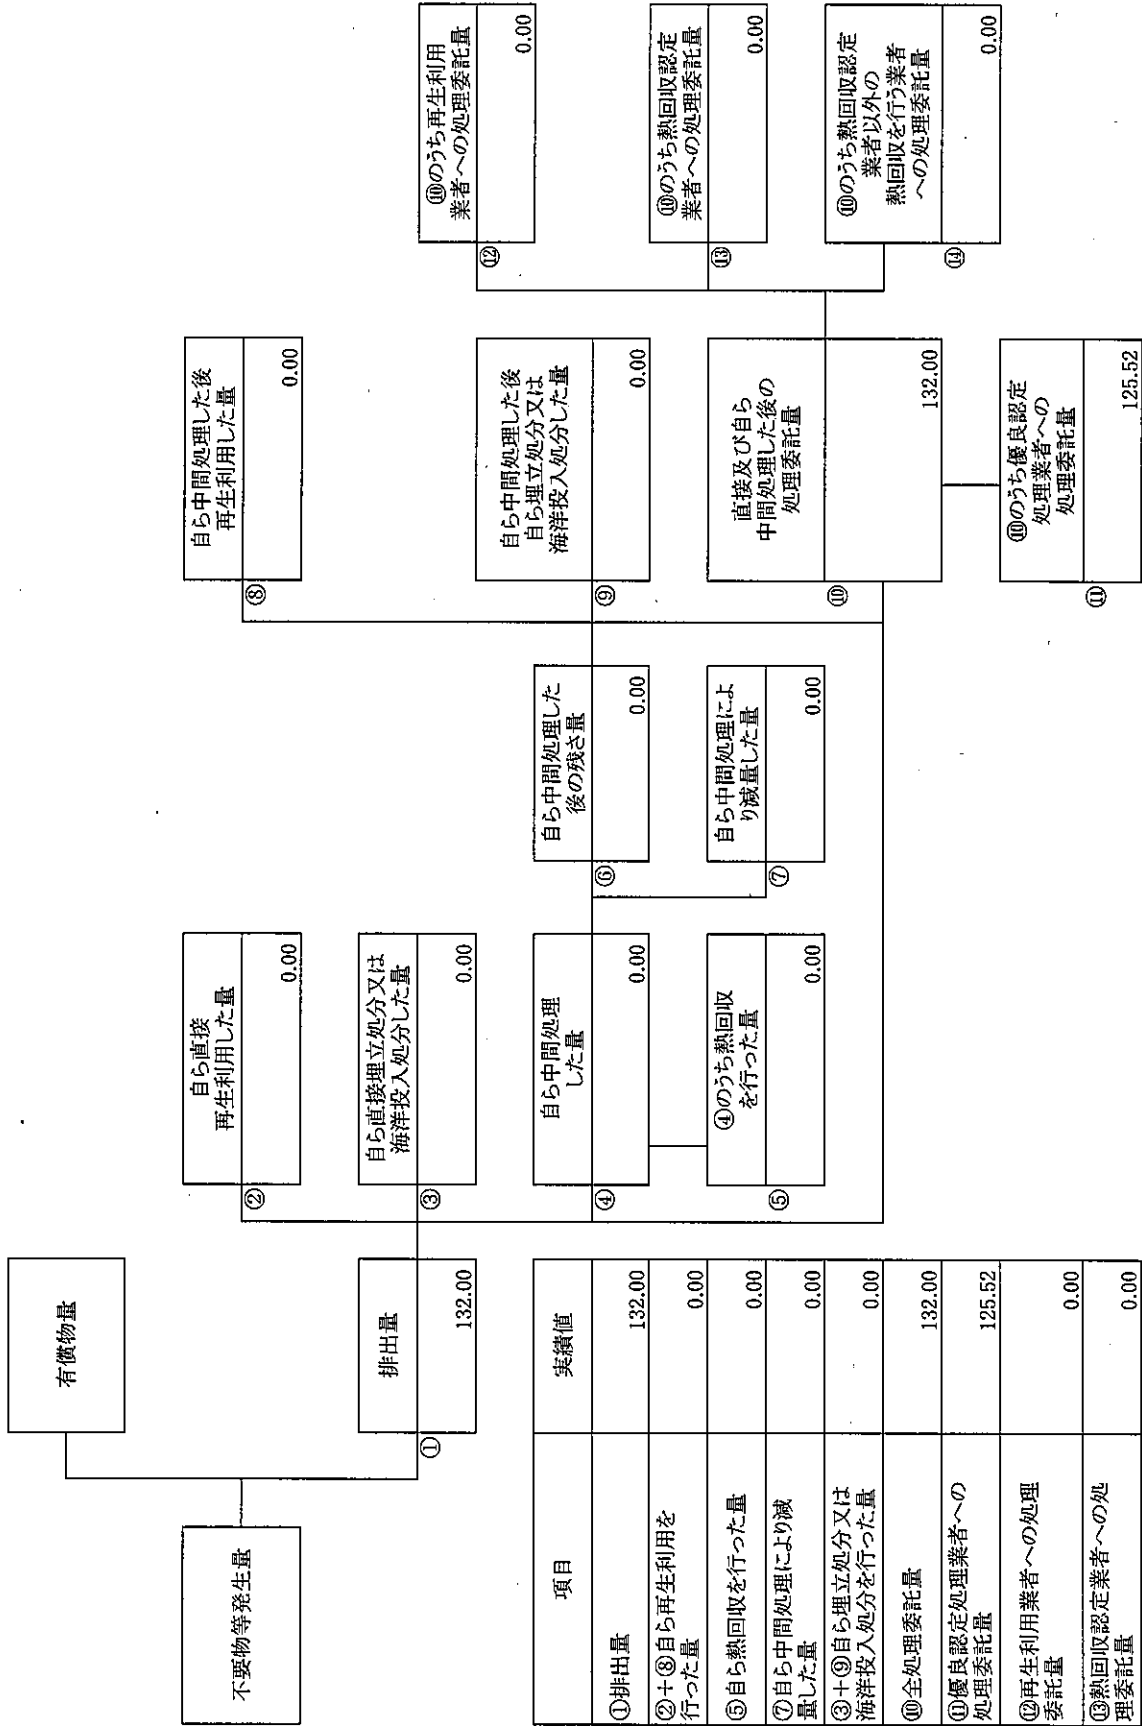 不要物等発生量
有償物量
排出量
①
132.00
自ら直接
再生利用した量
②
0.00
自ら直接埋立処分又は
海洋投入処分した量
③
0.00
自ら中間処理
した量
④
0.00
④のうち熱回収
を行った量
⑤
0.00
自ら中間処理した
後の残さ量
⑥
0.00
自ら中間処理によ
り減量した量
⑦
0.00
自ら中間処理した後
再生利用した量
⑧
0.00
自ら中間処理した後
自ら埋立処分又は
海洋投入処分した量
⑨
0.00
直接及び自ら
中間処理した後の
処理委託量
⑩
132.00
⑩のうち優良認定
処理業者への
処理委託量
⑪
125.52
⑩のうち再生利用
業者への処理委託量
⑫
0.00
⑩のうち熱回収認定
業者への処理委託量
⑬
0.00
⑩のうち熱回収認定
業者以外の
熱回収を行う業者
への処理委託量
⑭
0.00
項目 実績値
①排出量 132.00
②+⑧自ら再生利用を
行った量 0.00
⑤自ら熱回収を行った量 0.00
⑦自ら中間処理により減
量した量 0.00
③+⑨自ら埋立処分又は
海洋投入処分を行った量 0.00
⑩全処理委託量 132.00
⑪優良認定処理業者への
処理委託量 125.52
⑫再生利用業者への処理
委託量 0.00
⑬熱回収認定業者への処
理委託量 0.00